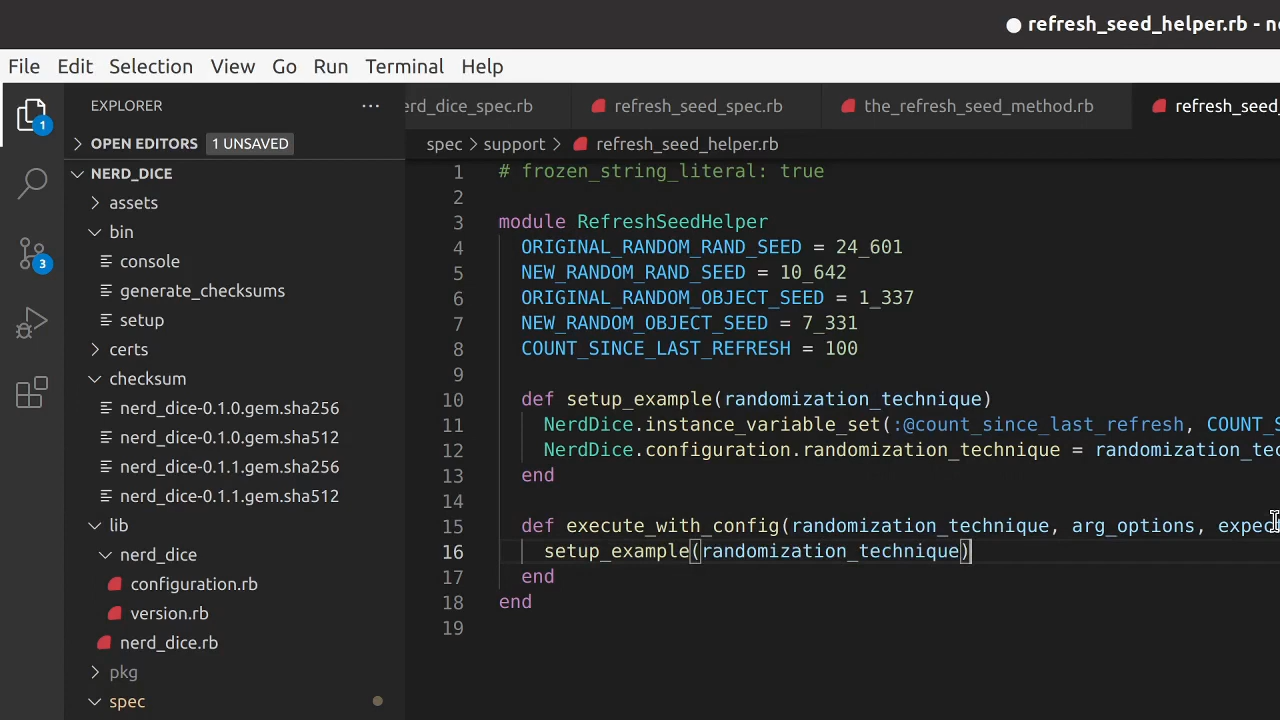 refresh_seed_helper.rb - ne
File Edit Selection View Go Run Terminal Help
EXPLORER
OPEN EDITORS 1 UNSAVED
NERD_DICE
assets
bin
console
generate_checksums
setup
certs
checksum
nerd_dice-0.1.0.gem.sha256
nerd_dice-0.1.0.gem.sha512
nerd_dice-0.1.1.gem.sha256
nerd_dice-0.1.1.gem.sha512
lib
nerd_dice
configuration.rb
version.rb
nerd_dice.rb
pkg
spec
1
3
erd_dice_spec.rb refresh_seed_spec.rb the_refresh_seed_method.rb refresh_seed_
spec > support > refresh_seed_helper.rb
1 # frozen_string_literal: true
2
3 module RefreshSeedHelper
4 ORIGINAL_RANDOM_RAND_SEED = 24_601
5 NEW_RANDOM_RAND_SEED = 10_642
6 ORIGINAL_RANDOM_OBJECT_SEED = 1_337
7 NEW_RANDOM_OBJECT_SEED = 7_331
8 COUNT_SINCE_LAST_REFRESH = 100
9
10 def setup_example(randomization_technique)
11 NerdDice.instance_variable_set(:@count_since_last_refresh, COUNT_S
12 NerdDice.configuration.randomization_technique = randomization_tec
13 end
14
15 def execute_with_config(randomization_technique, arg_options, expec
16 setup_example(randomization_technique)
17 end
18 end
19